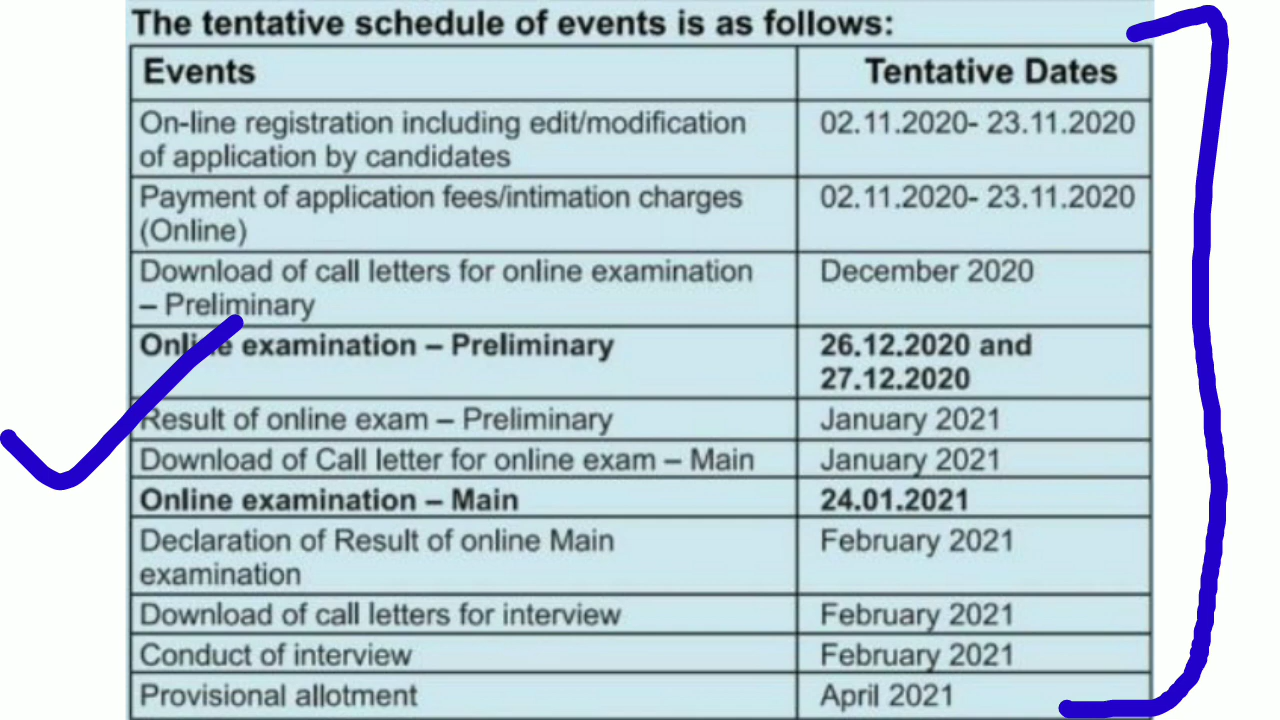 The tentative schedule of events is as follows:
Events Tentative Dates
On-line registration including edit/modification 02.11.2020- 23.11.2020
of application by candidates
Payment of application fees/intimation charges 02.11.2020- 23.11.2020
(Online)
Download of call letters for online examination December 2020
– Preliminary
Online examination – Preliminary 26.12.2020 and
27.12.2020
Result of online exam – Preliminary January 2021
Download of Call letter for online exam – Main January 2021
Online examination – Main 24.01.2021
Declaration of Result of online Main February 2021
examination
Download of call letters for interview February 2021
Conduct of interview February 2021
Provisional allotment April 2021